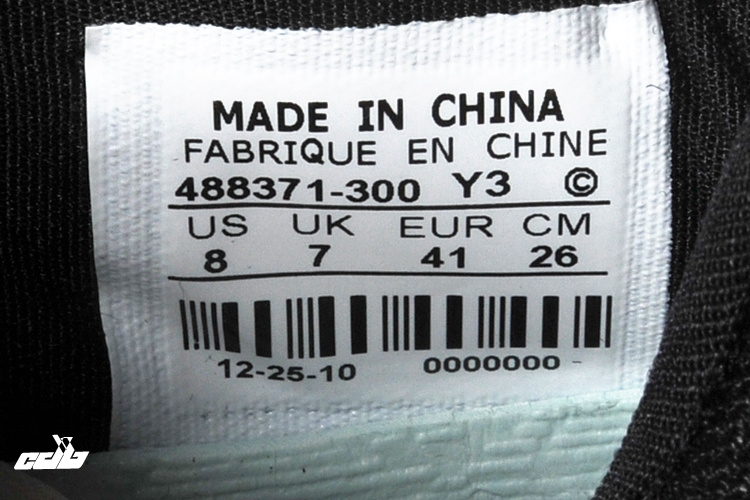 MADE IN CHINA
FABRIQUE EN CHINE
488371-300 Y3 ©
US UK EUR CM
8 7 41 26
12-25-10 0000000
cdb